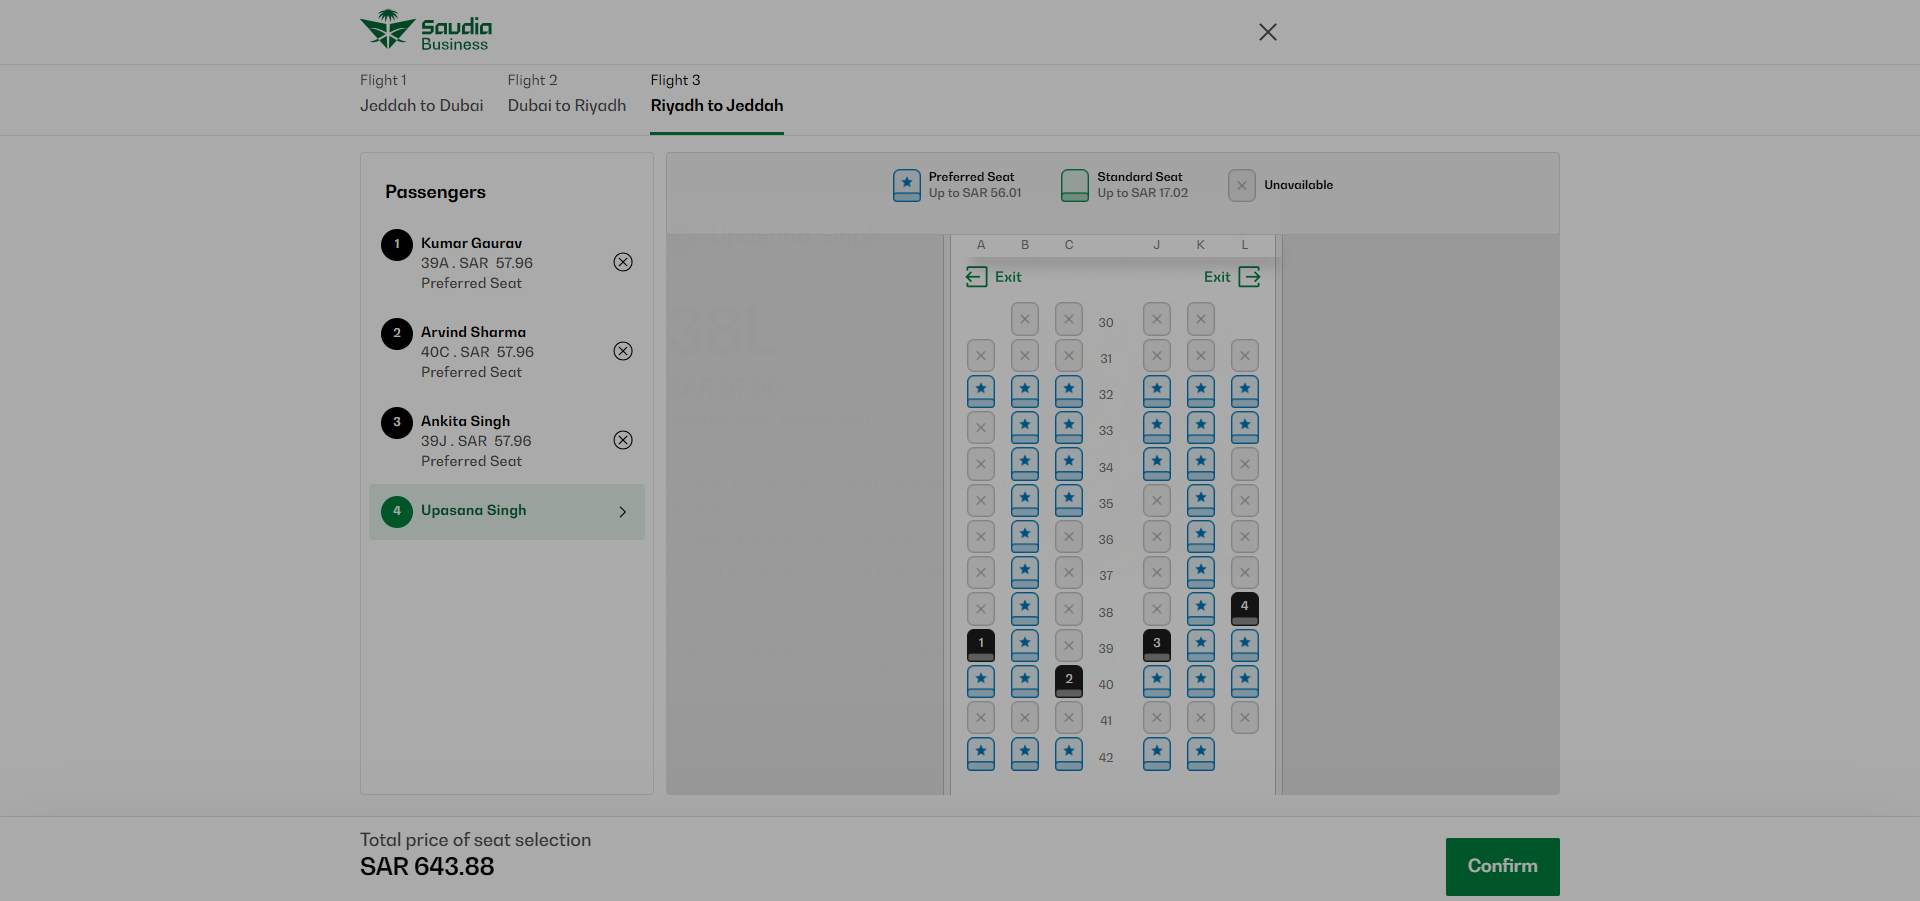 Saudia
Business
Flight 1
Jeddah to Dubai
Flight 2
Dubai to Riyadh
Flight 3
Riyadh to Jeddah
Passengers
1
Kumar Gaurav
39A . SAR 57.96
Preferred Seat
2
Arvind Sharma
40C . SAR 57.96
Preferred Seat
3
Ankita Singh
39J . SAR 57.96
Preferred Seat
4
Upasana Singh
Preferred Seat
Up to SAR 56.01
Standard Seat
Up to SAR 17.02
Unavailable
Upasana Singh
38L
A B C J K L
Exit Exit
30
31
32
33
34
35
36
37
38 4
1 39 3
2 40
41
42
Total price of seat selection
SAR 643.88
Confirm